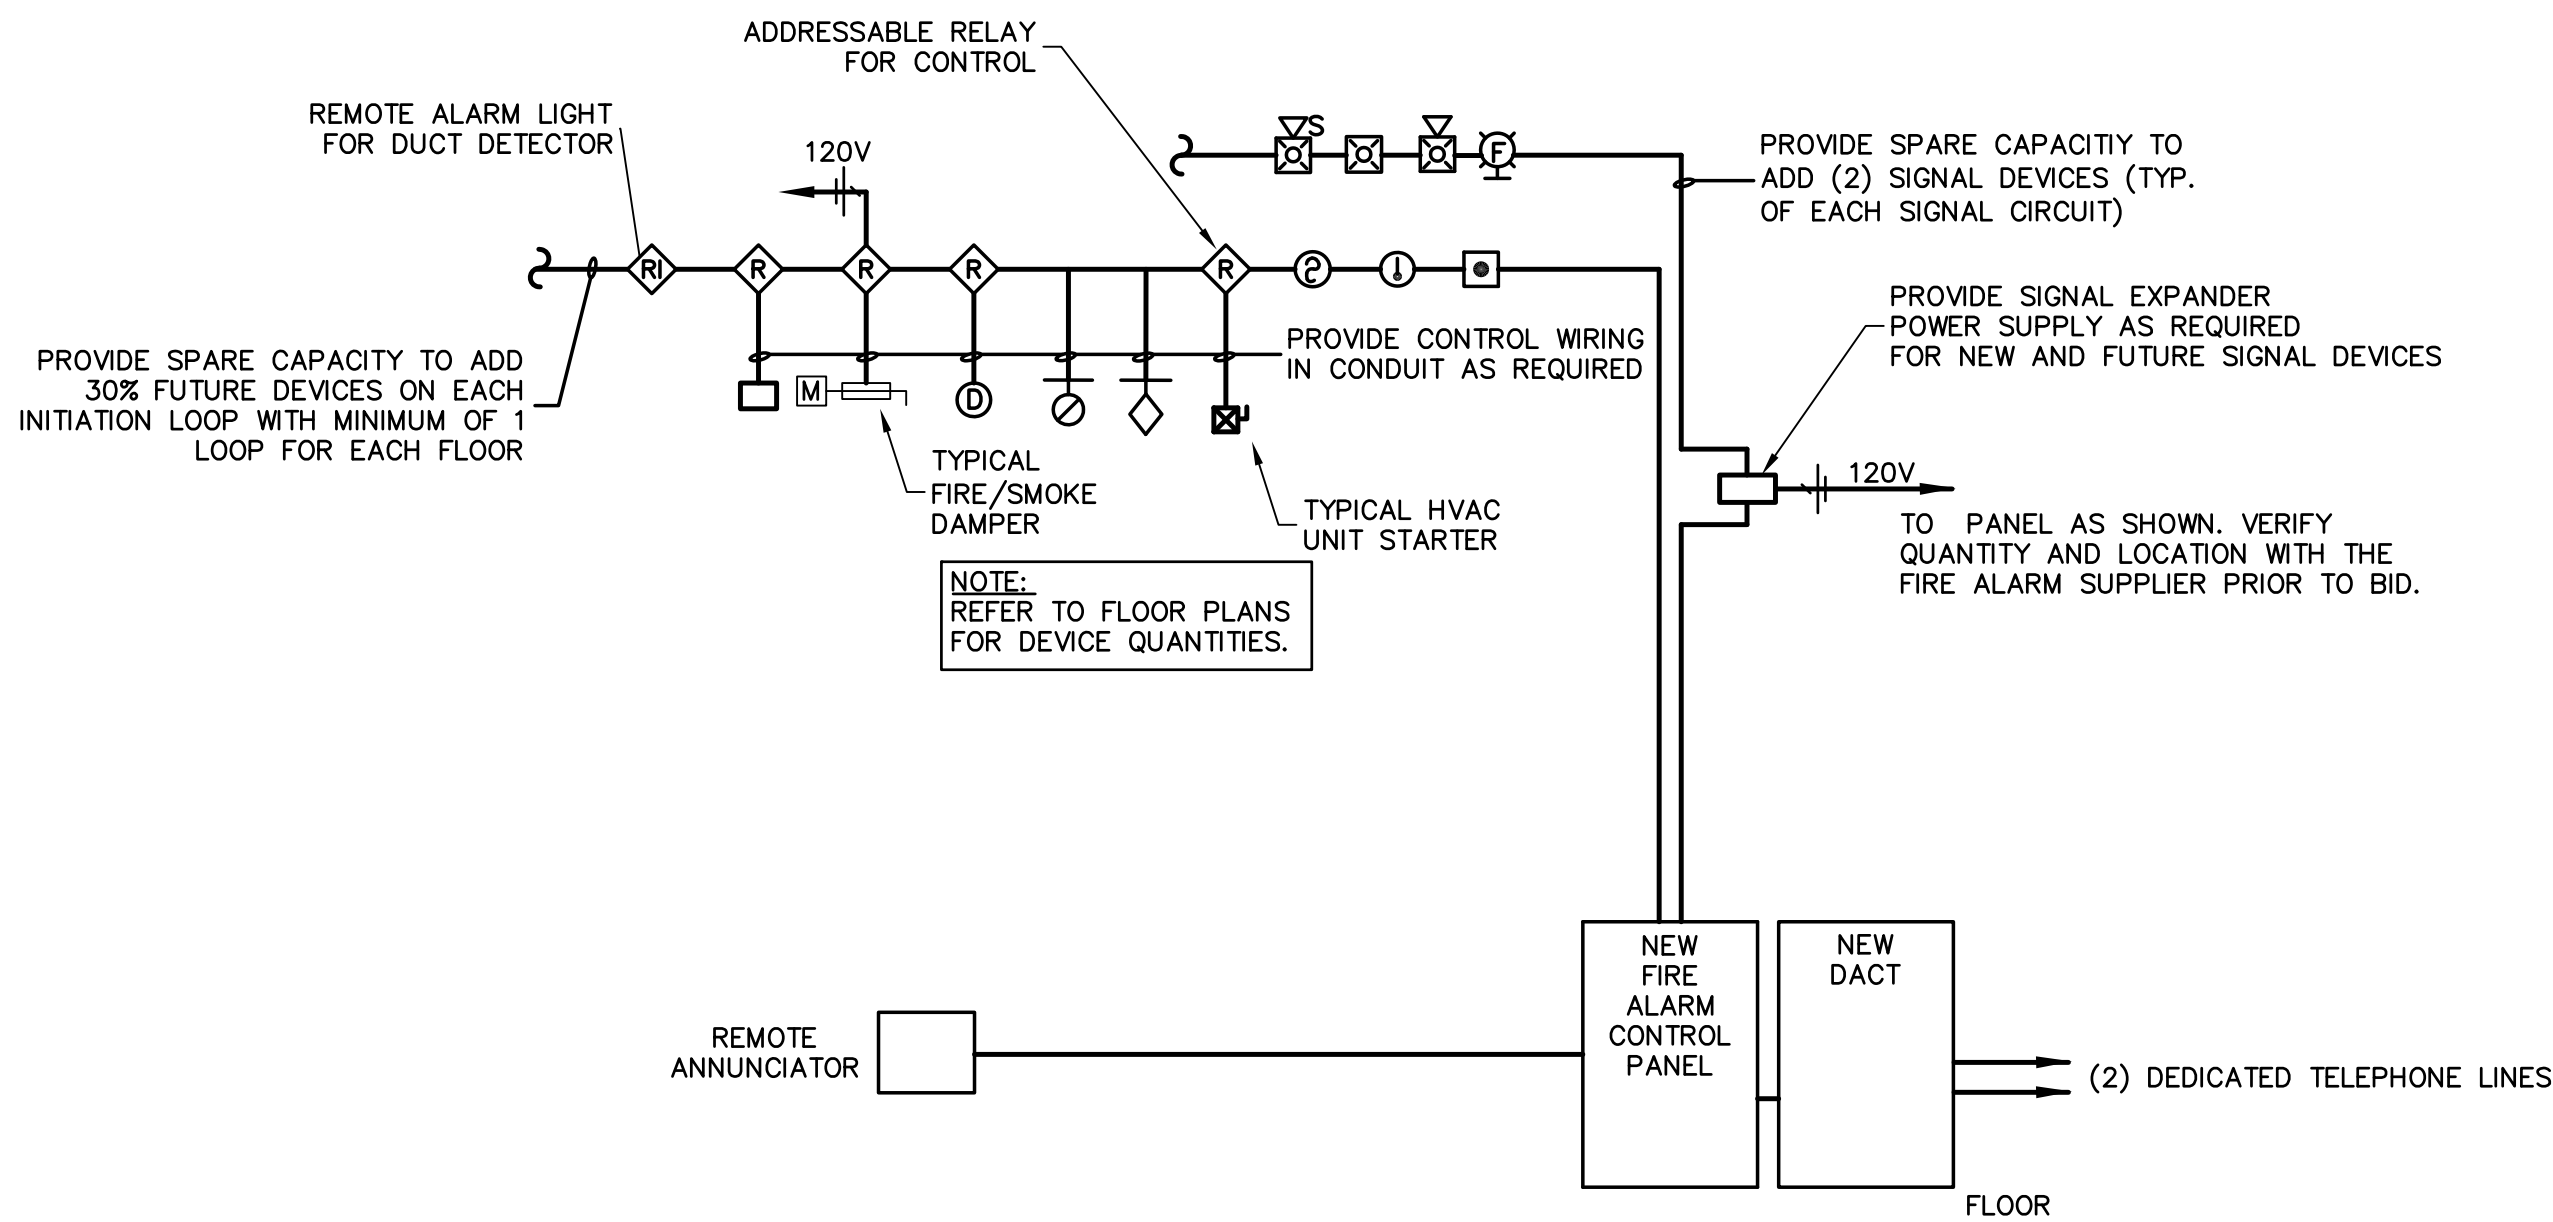 ADDRESSABLE RELAY
FOR CONTROL
REMOTE ALARM LIGHT
FOR DUCT DETECTOR
120V
S
F
PROVIDE SPARE CAPACITIY TO
ADD (2) SIGNAL DEVICES (TYP.
OF EACH SIGNAL CIRCUIT)
RI
R
R
R
R
PROVIDE SIGNAL EXPANDER
POWER SUPPLY AS REQUIRED
FOR NEW AND FUTURE SIGNAL DEVICES
PROVIDE CONTROL WIRING
IN CONDUIT AS REQUIRED
PROVIDE SPARE CAPACITY TO ADD
30% FUTURE DEVICES ON EACH
INITIATION LOOP WITH MINIMUM OF 1
LOOP FOR EACH FLOOR
M
D
TYPICAL
FIRE/SMOKE
DAMPER
TYPICAL HVAC
UNIT STARTER
120V
TO PANEL AS SHOWN. VERIFY
QUANTITY AND LOCATION WITH THE
FIRE ALARM SUPPLIER PRIOR TO BID.
NOTE:
REFER TO FLOOR PLANS
FOR DEVICE QUANTITIES.
NEW
FIRE
ALARM
CONTROL
PANEL
NEW
DACT
REMOTE
ANNUNCIATOR
(2) DEDICATED TELEPHONE LINES
FLOOR